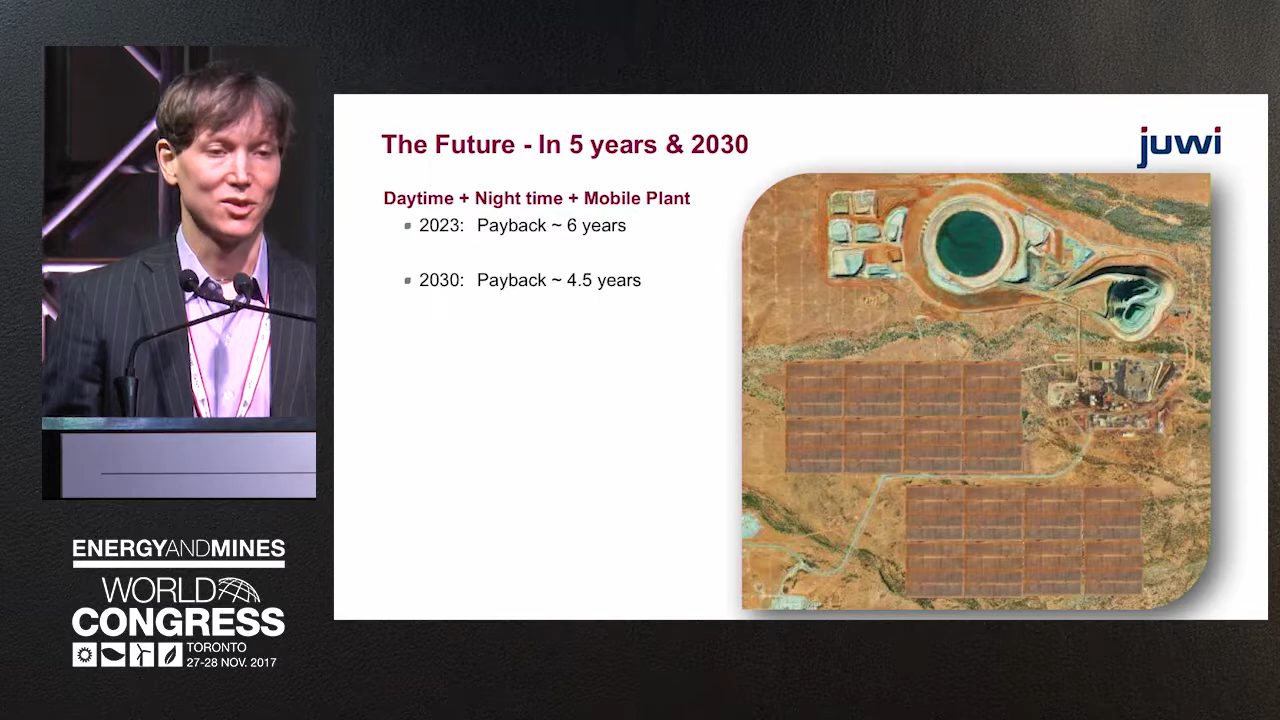 The Future - In 5 years & 2030
juwi
Daytime + Night time + Mobile Plant
2023: Payback ~ 6 years
2030: Payback ~ 4.5 years
ENERGYANDMINES
WORLD
CONGRESS
TORONTO
27-28 NOV. 2017